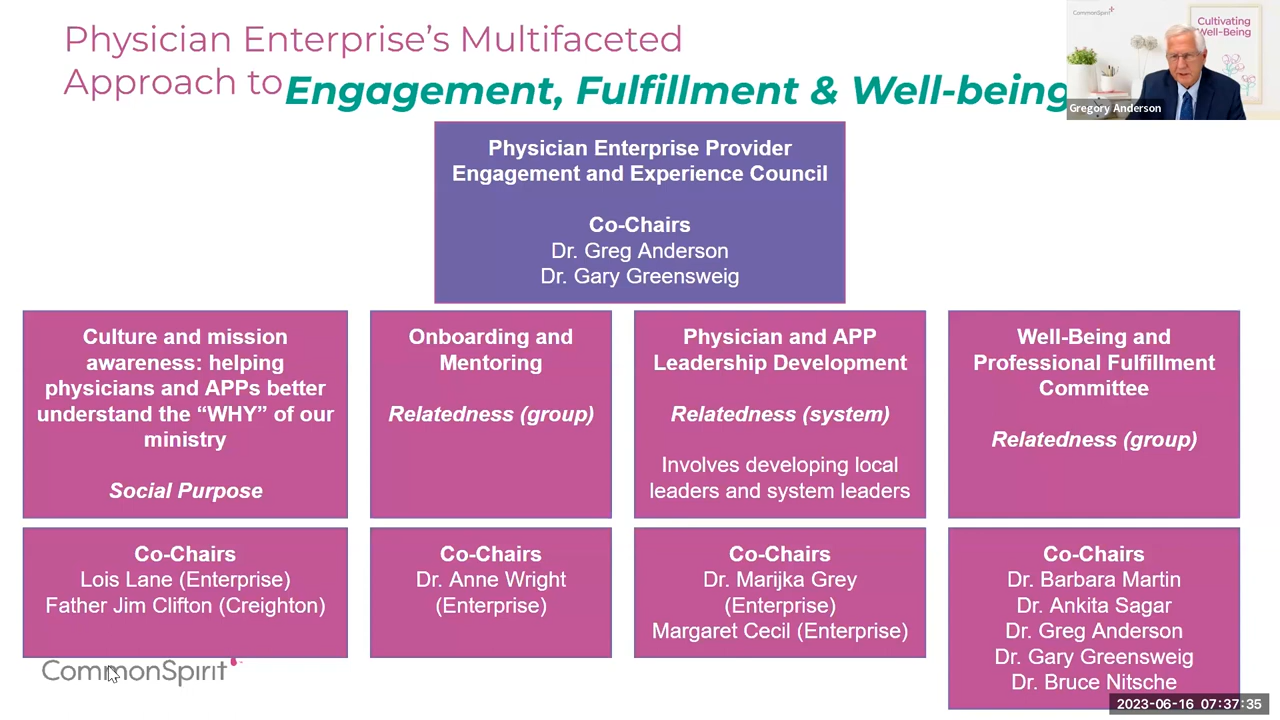 Physician Enterprise's Multifaceted
Approach to Engagement, Fulfillment & Well-being
CommonSpirit
Cultivating
Well-Being
Gregory Anderson
Physician Enterprise Provider
Engagement and Experience Council
Co-Chairs
Dr. Greg Anderson
Dr. Gary Greensweig
Culture and mission
awareness: helping
physicians and APPs better
understand the “WHY” of our
ministry
Social Purpose
Onboarding and
Mentoring
Relatedness (group)
Physician and APP
Leadership Development
Relatedness (system)
Involves developing local
leaders and system leaders
Well-Being and
Professional Fulfillment
Committee
Relatedness (group)
Co-Chairs
Lois Lane (Enterprise)
Father Jim Clifton (Creighton)
Co-Chairs
Dr. Anne Wright
(Enterprise)
Co-Chairs
Dr. Marijka Grey
(Enterprise)
Margaret Cecil (Enterprise)
Co-Chairs
Dr. Barbara Martin
Dr. Ankita Sagar
Dr. Greg Anderson
Dr. Gary Greensweig
Dr. Bruce Nitsche
CommonSpirit
2023-06-16 07:37:35